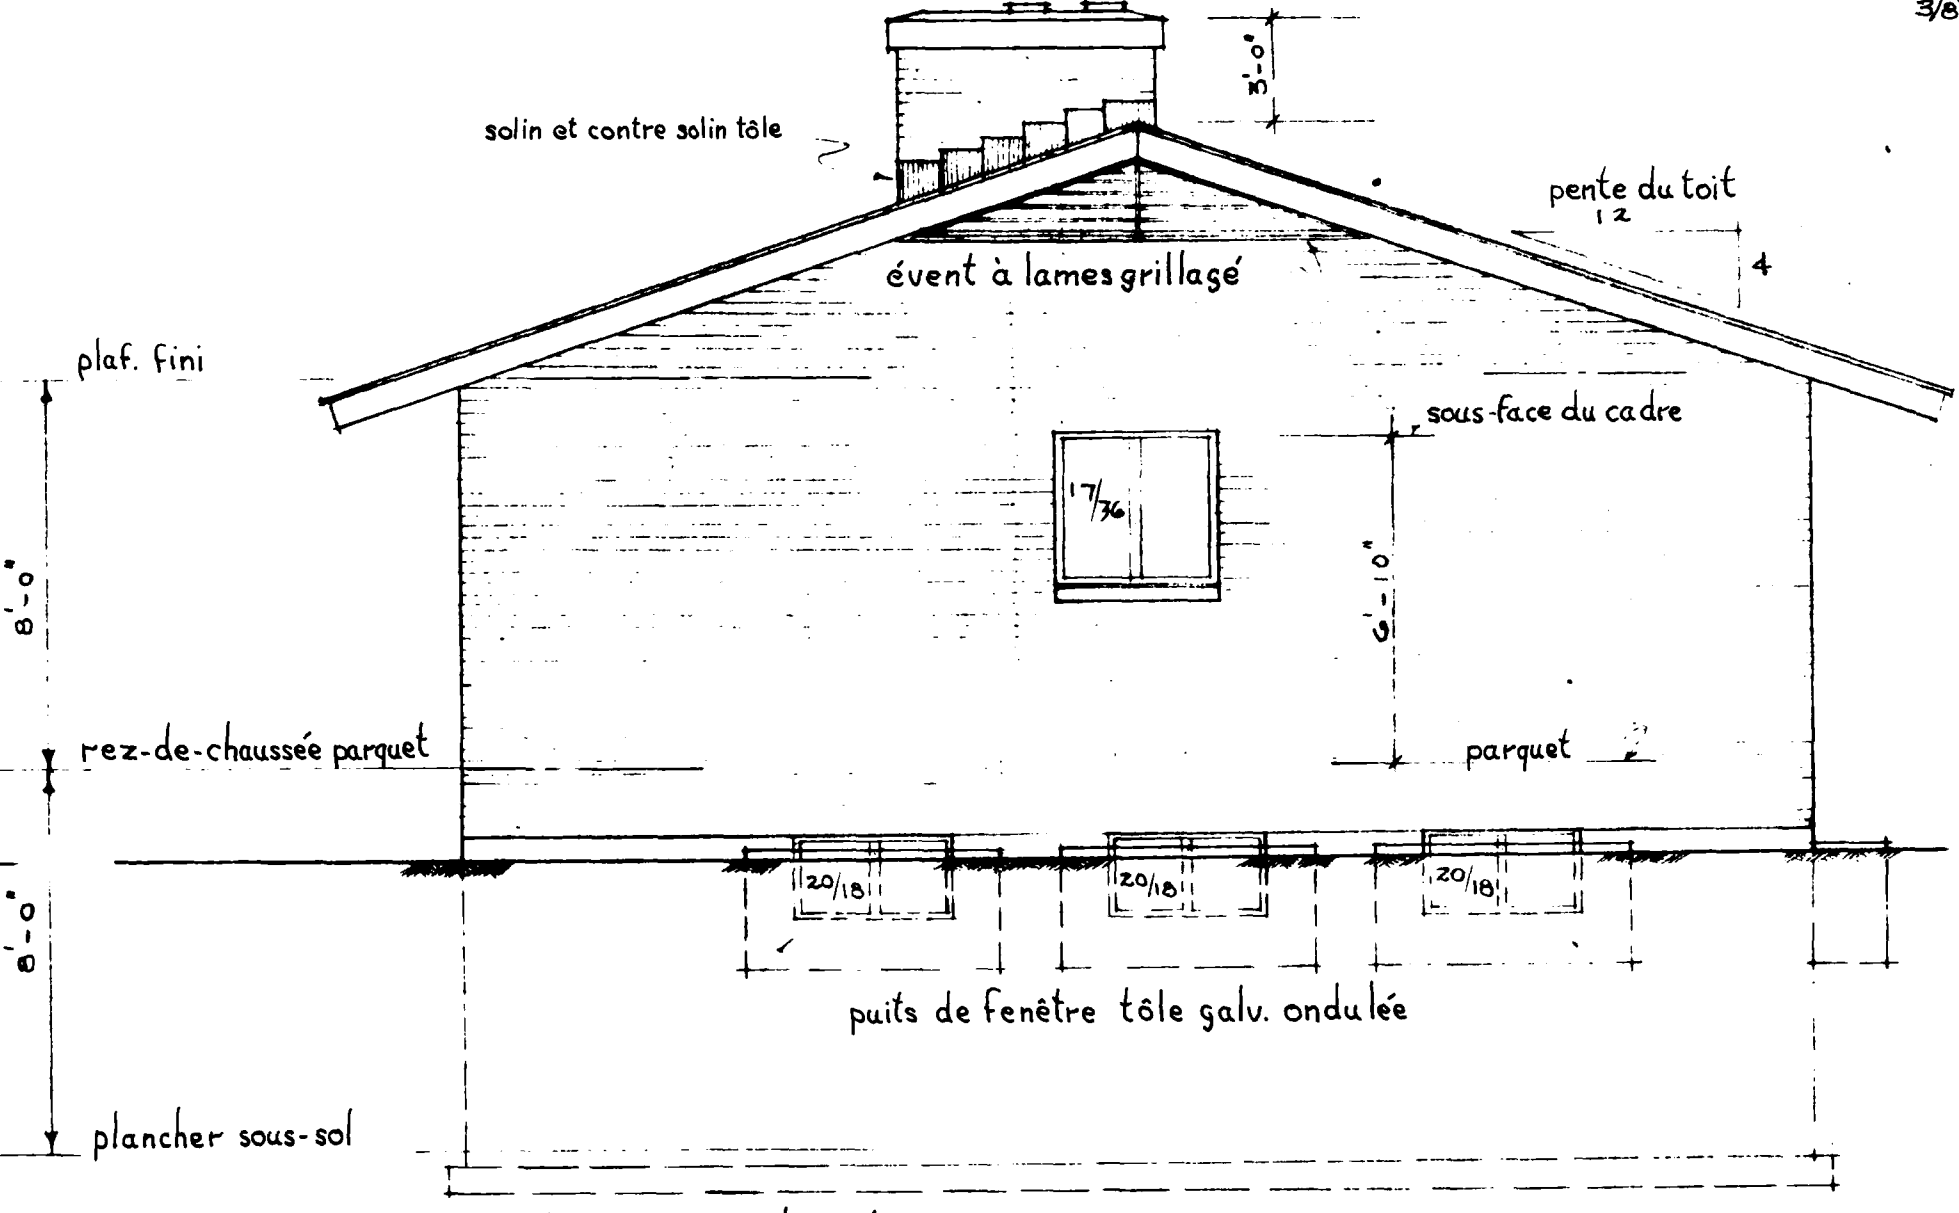 3/8
3'-0"
solin et contre solin tôle
pente du toit
12
4
évent à lames grillagé
plaf. fini
sous-face du cadre
17/36
8'-0"
6'-10"
rez-de-chaussée parquet
parquet
20/18
20/18
20/18
8'-0"
puits de fenêtre tôle galv. ondulée
plancher sous-sol